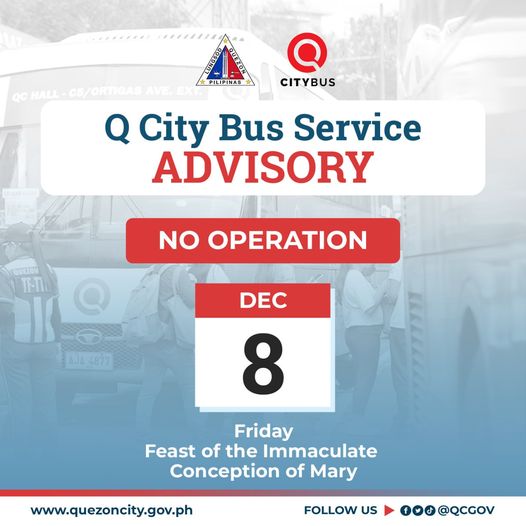 LUNGSOD QUEZON
PILIPINAS
CITYBUS
QC HALL - C5/ORTIGAS AVE. EXT.
Q City Bus Service
ADVISORY
NO OPERATION
DEC
8
Friday
Feast of the Immaculate
Conception of Mary
www.quezoncity.gov.ph
FOLLOW US
@QCGOV